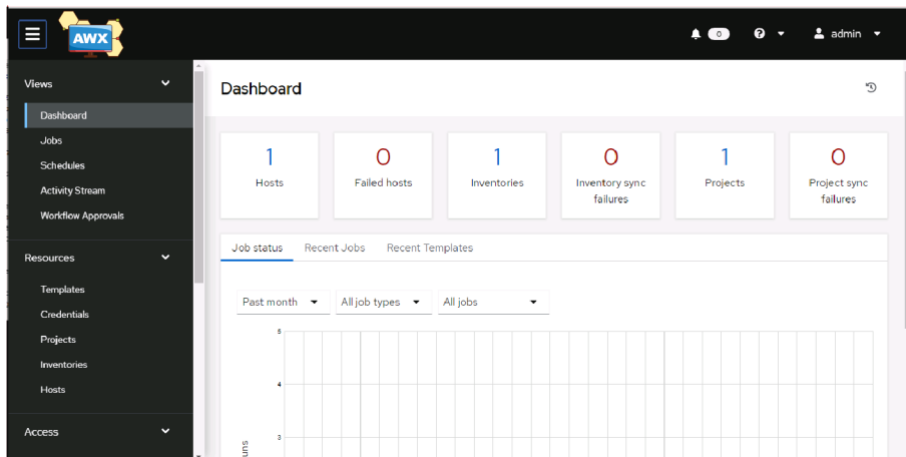 AWX
0
admin
Views
Dashboard
Jobs
Schedules
Activity Stream
Workflow Approvals
Resources
Templates
Credentials
Projects
Inventories
Hosts
Access
Dashboard
1
Hosts
0
Failed hosts
1
Inventories
0
Inventory sync
failures
1
Projects
0
Project sync
failures
Job status Recent Jobs Recent Templates
Past month All job types All jobs
5
4
3